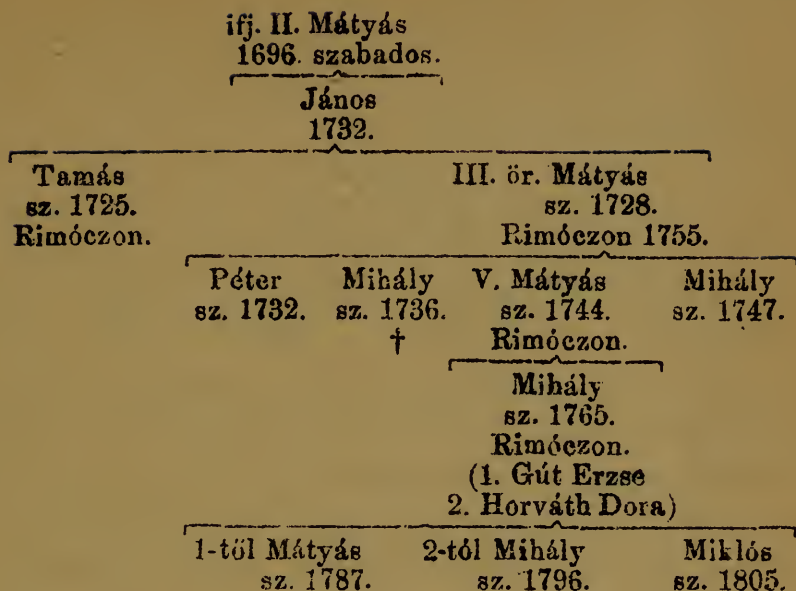 ifj. II. Mátyás
1696. szabados.
János
1732.
Tamás III. ör. Mátyás
sz. 1725. sz. 1728.
Rimóczon. Rimóczon 1755.
Péter Mihály V. Mátyás Mihály
sz. 1732. sz. 1736. sz. 1744. sz. 1747.
† Rimóczon.
Mihály
sz. 1765.
Rimóczon.
(1. Gút Erzse
2. Horváth Dora)
1-töl Mátyás 2-tól Mihály Miklós
sz. 1787. sz. 1796. sz. 1805.